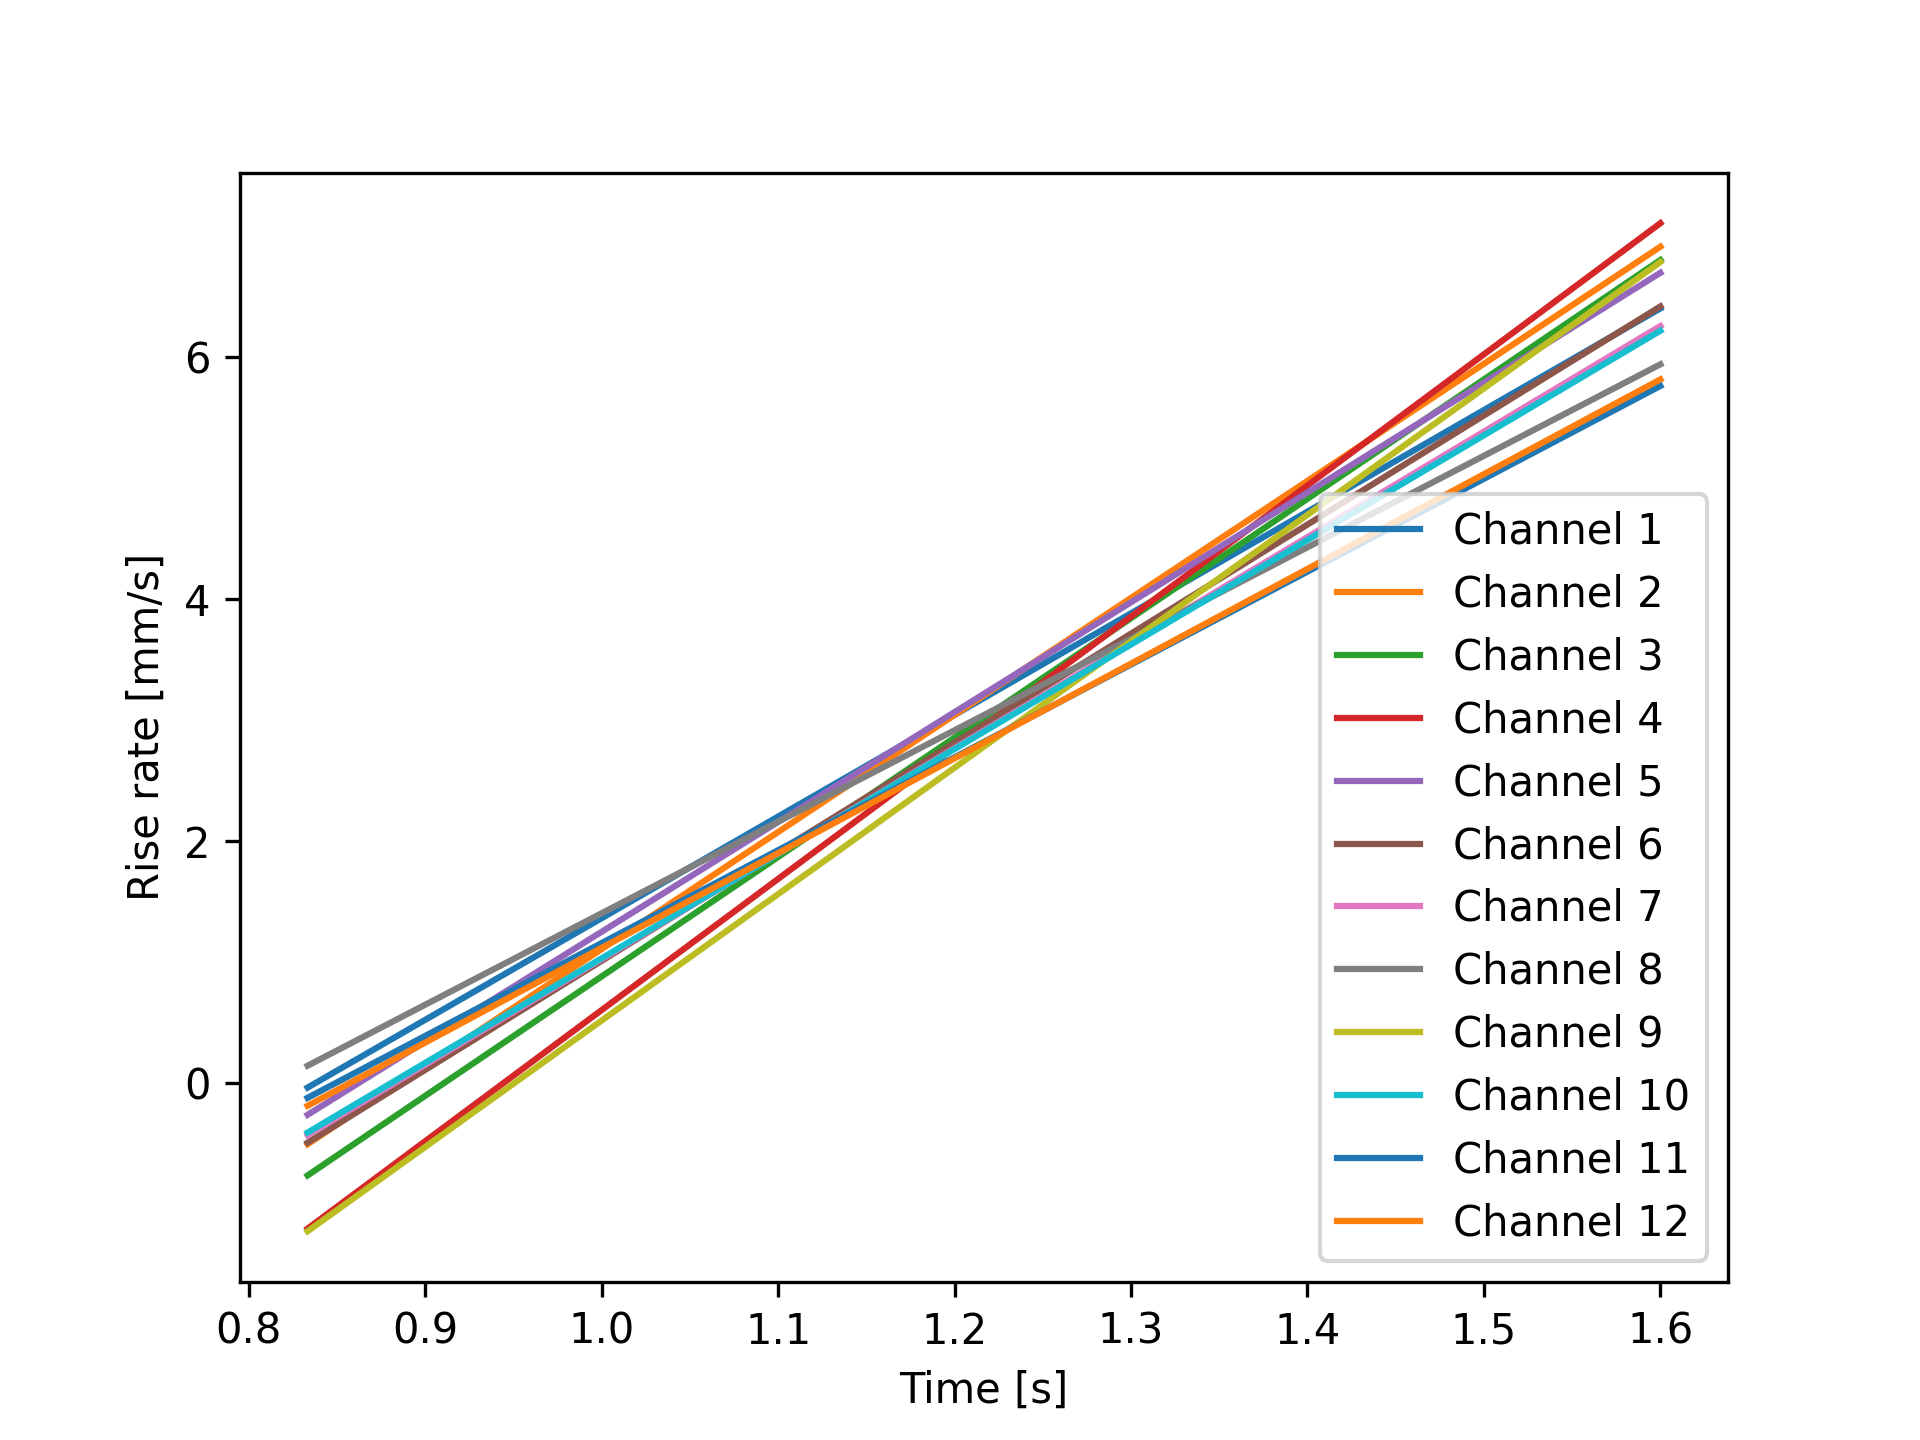 Rise rate [mm/s]
6
4
2
0
Channel 1
Channel 2
Channel 3
Channel 4
Channel 5
Channel 6
Channel 7
Channel 8
Channel 9
Channel 10
Channel 11
Channel 12
0.8 0.9 1.0 1.1 1.2 1.3 1.4 1.5 1.6
Time [s]